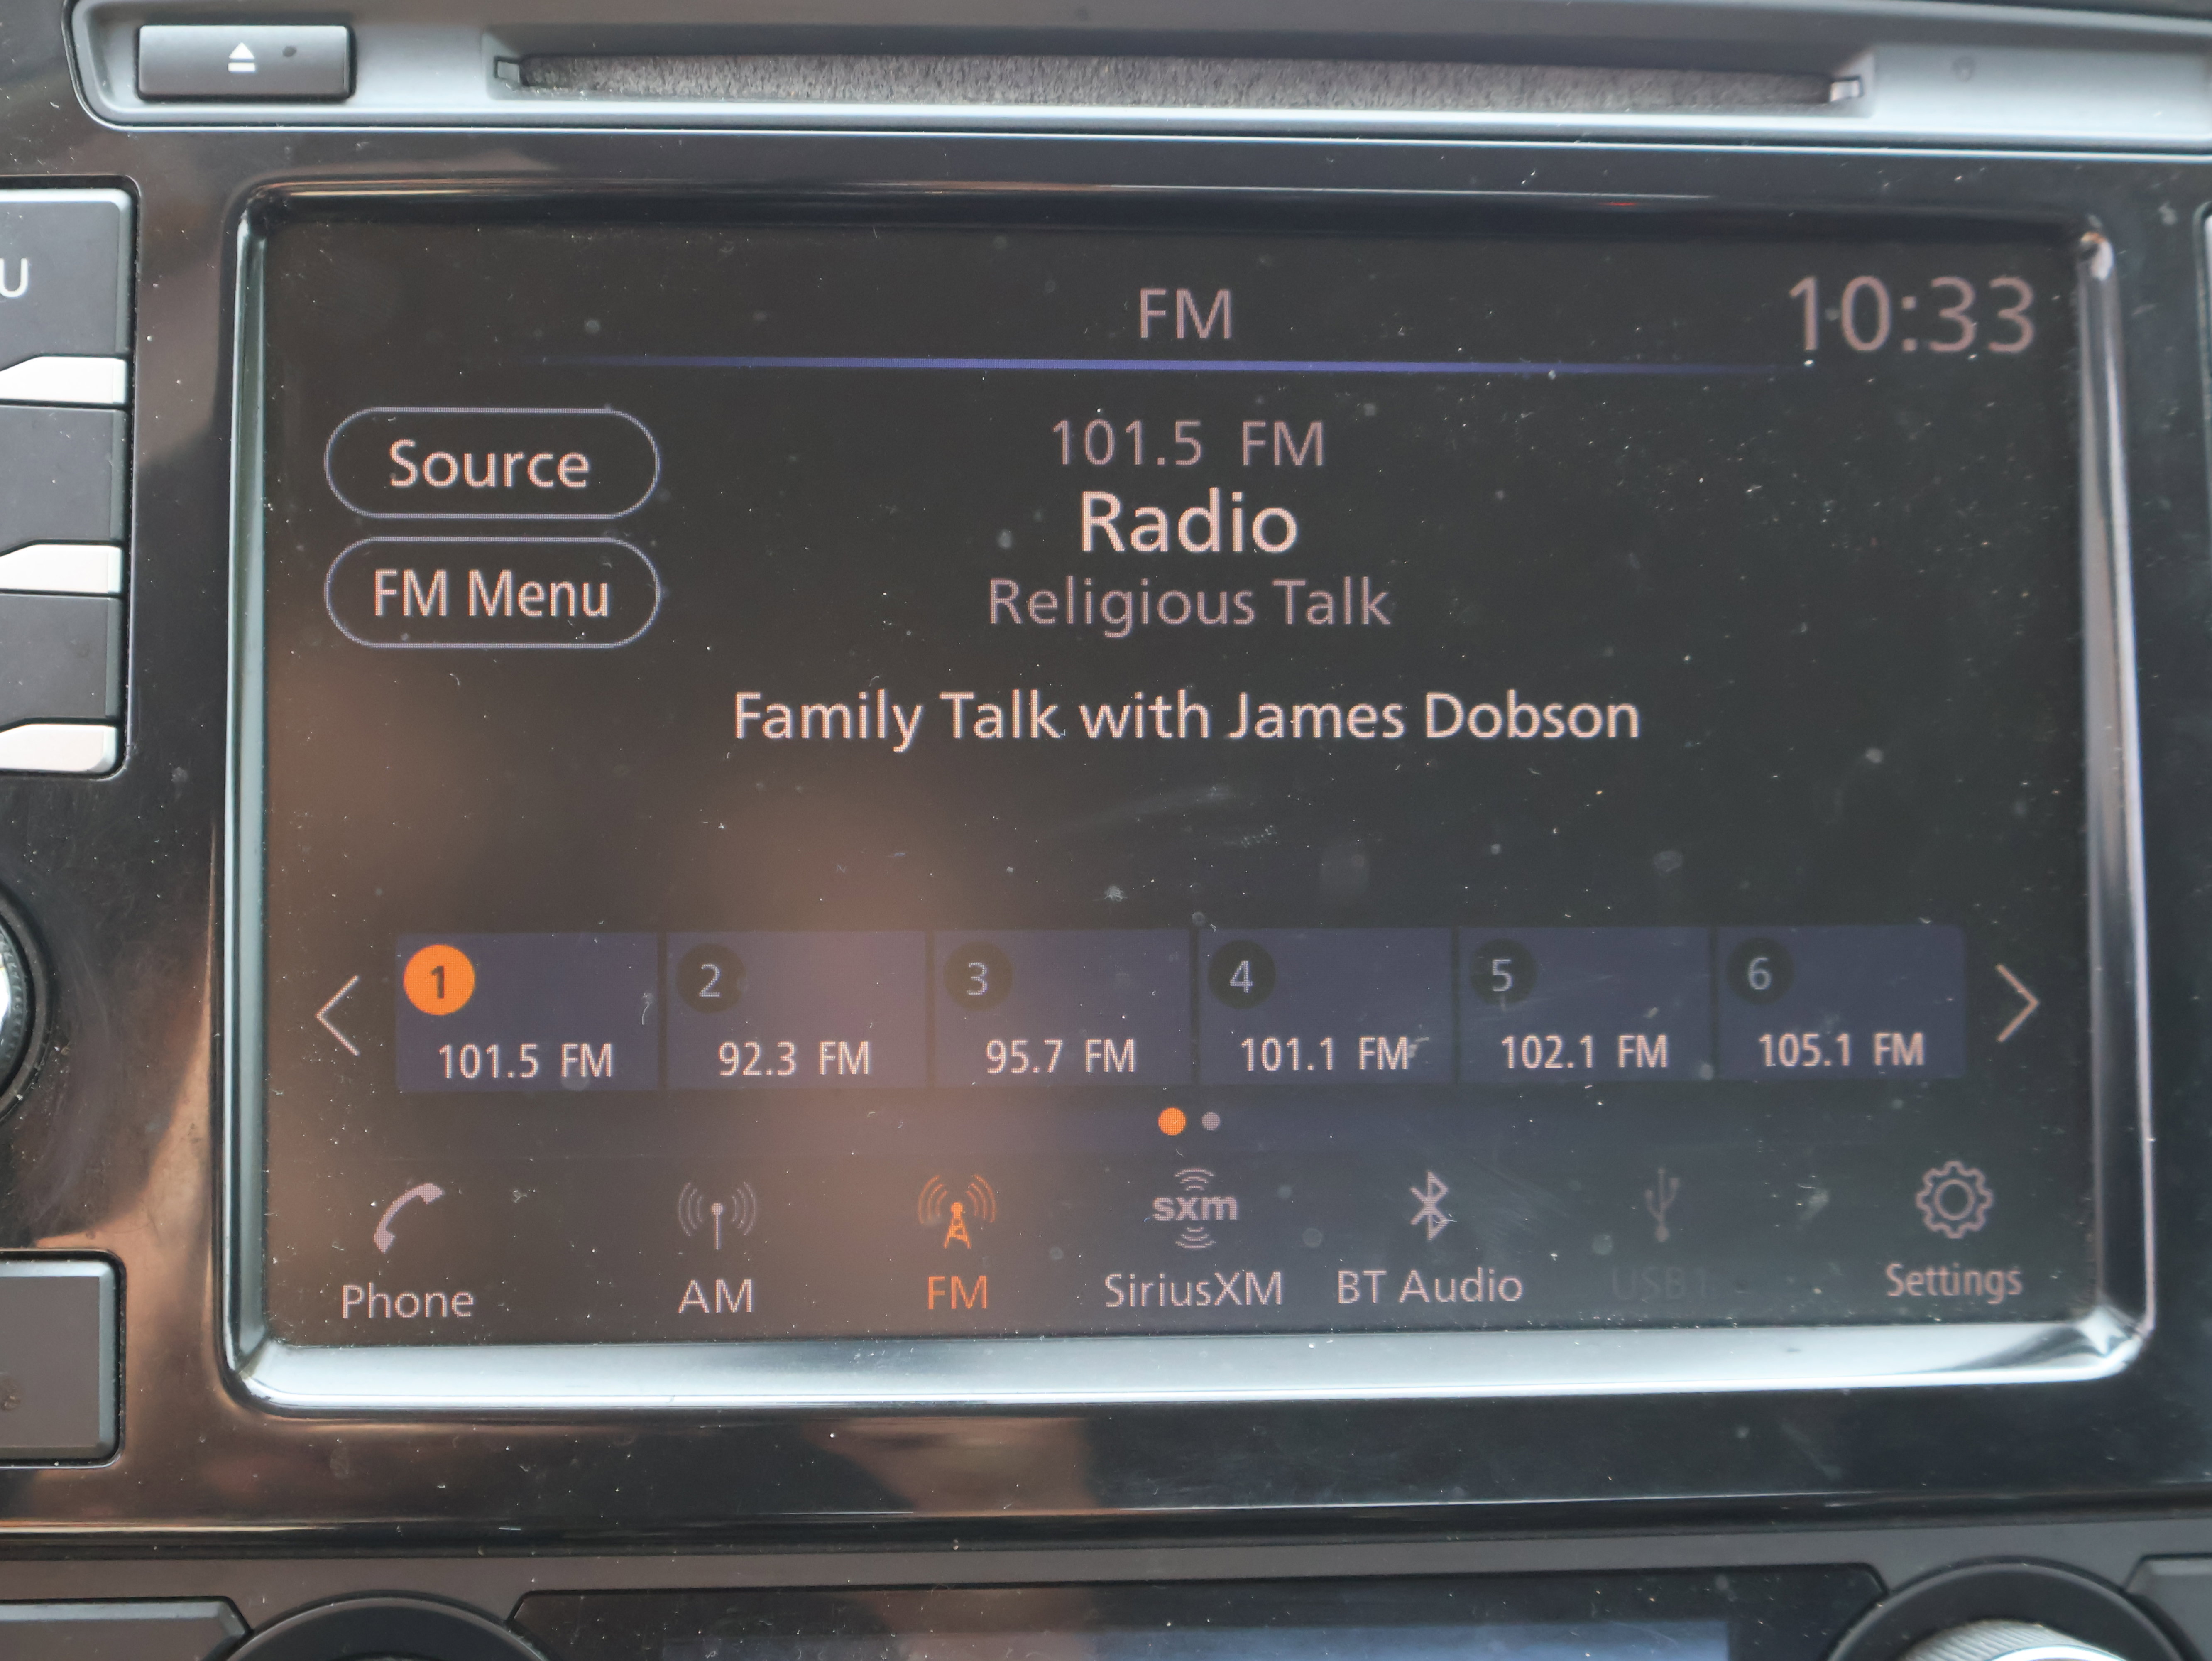 U
FM
10:33
Source
101.5 FM
Radio
FM Menu
Religious Talk
Family Talk with James Dobson
1
2
3
4
5
6
101.5 FM
92.3 FM
95.7 FM
101.1 FM
102.1 FM
105.1 FM
sxm
Phone
AM
FM
SiriusXM
BT Audio
USB1
Settings